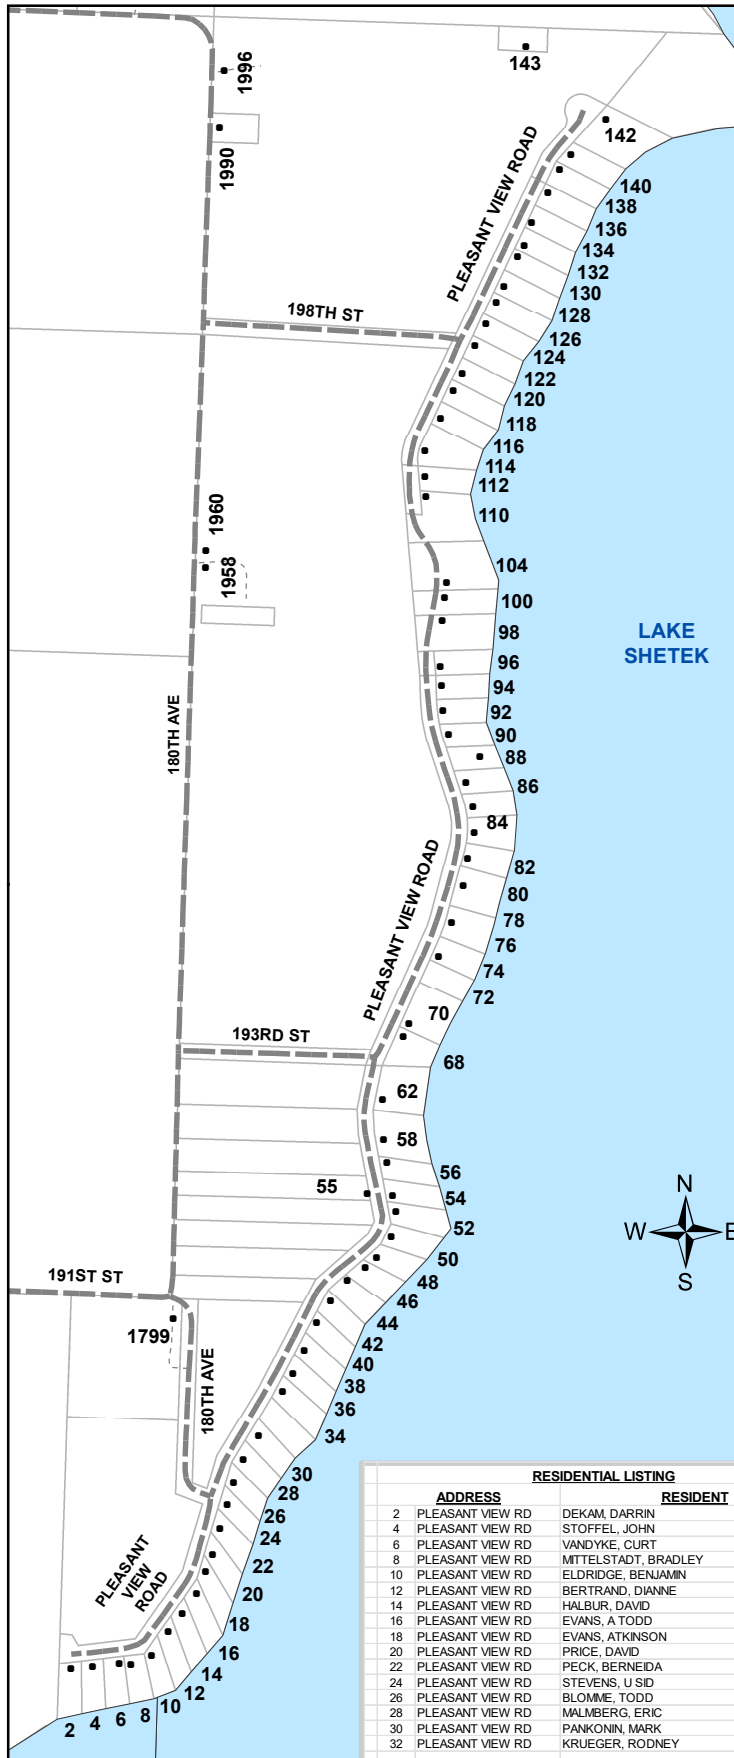 1996
143
1990
142
PLEASANT VIEW ROAD
140
138
136
134
132
130
198TH ST
128
126
124
122
120
118
116
114
112
110
1960
1958
104
100
98
LAKE
SHETEK
96
94
180TH AVE
92
90
88
86
84
82
PLEASANT VIEW ROAD
80
78
76
74
72
70
193RD ST
68
62
58
56
55
54
52
N
W
E
S
50
191ST ST
48
46
44
1799
42
40
180TH AVE
38
36
34
30
28
26
24
PLEASANT
VIEW
ROAD
22
20
18
16
14
12
10
8
6
4
2
RESIDENTIAL LISTING
ADDRESS RESIDENT
2 PLEASANT VIEW RD DEKAM, DARRIN
4 PLEASANT VIEW RD STOFFEL, JOHN
6 PLEASANT VIEW RD VANDYKE, CURT
8 PLEASANT VIEW RD MITTELSTADT, BRADLEY
10 PLEASANT VIEW RD ELDRIDGE, BENJAMIN
12 PLEASANT VIEW RD BERTRAND, DIANNE
14 PLEASANT VIEW RD HALBUR, DAVID
16 PLEASANT VIEW RD EVANS, A TODD
18 PLEASANT VIEW RD EVANS, ATKINSON
20 PLEASANT VIEW RD PRICE, DAVID
22 PLEASANT VIEW RD PECK, BERNEIDA
24 PLEASANT VIEW RD STEVENS, U SID
26 PLEASANT VIEW RD BLOMME, TODD
28 PLEASANT VIEW RD MALMBERG, ERIC
30 PLEASANT VIEW RD PANKONIN, MARK
32 PLEASANT VIEW RD KRUEGER, RODNEY